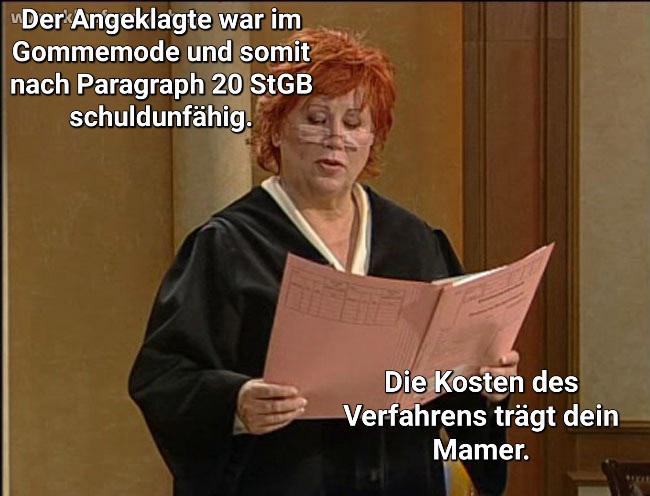 Der Angeklagte war im
Gommemode und somit
nach Paragraph 20 StGB
schuldunfähig.
Die Kosten des
Verfahrens trägt dein
Mamer.